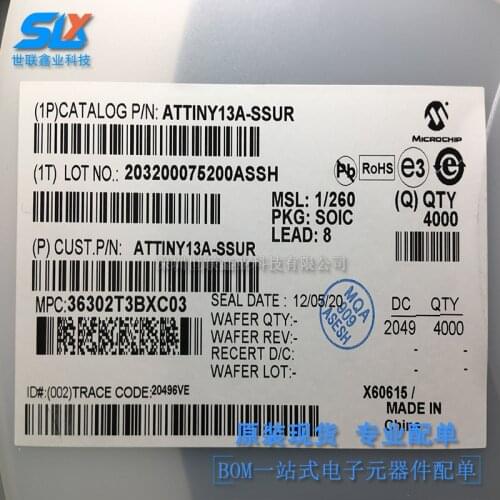 SLX
世联鑫业科技
(1P)CATALOG P/N: ATTINY13A-SSUR
MICROCHIP
(1T) LOT NO.: 203200075200ASSH
Pb
RoHS
e3
e
MSL: 1/260
PKG: SOIC
LEAD: 8
(Q) QTY
4000
(P) CUST.P/N: ATTINY13A-SSUR
MPC:36302T3BXC03
SEAL DATE : 12/05/20
WAFER QTY:-
WAFER REV:-
RECERT D/C:-
WAFER LOT:-
MQA
809
ASESH
DC QTY
2049 4000
- -
- -
ID#:(002)TRACE CODE:20496VE
X60615 /
MADE IN
China
原装现货 专业配单
BOM一站式电子元器件配单